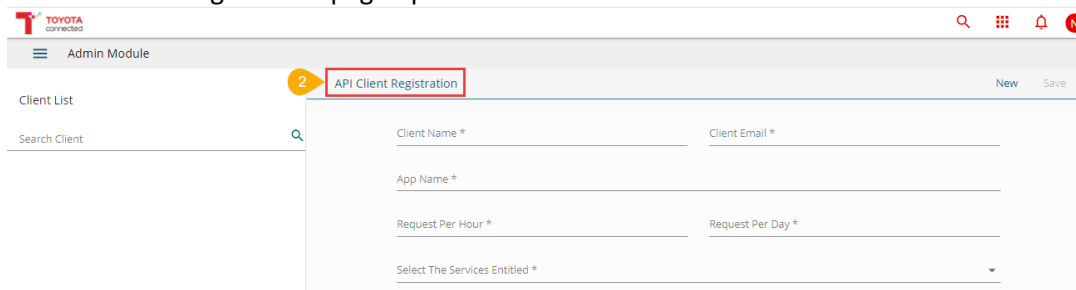 TOYOTA
connected
Admin Module
Client List
Search Client
2
API Client Registration
New Save
Client Name * Client Email *
App Name *
Request Per Hour * Request Per Day *
Select The Services Entitled *